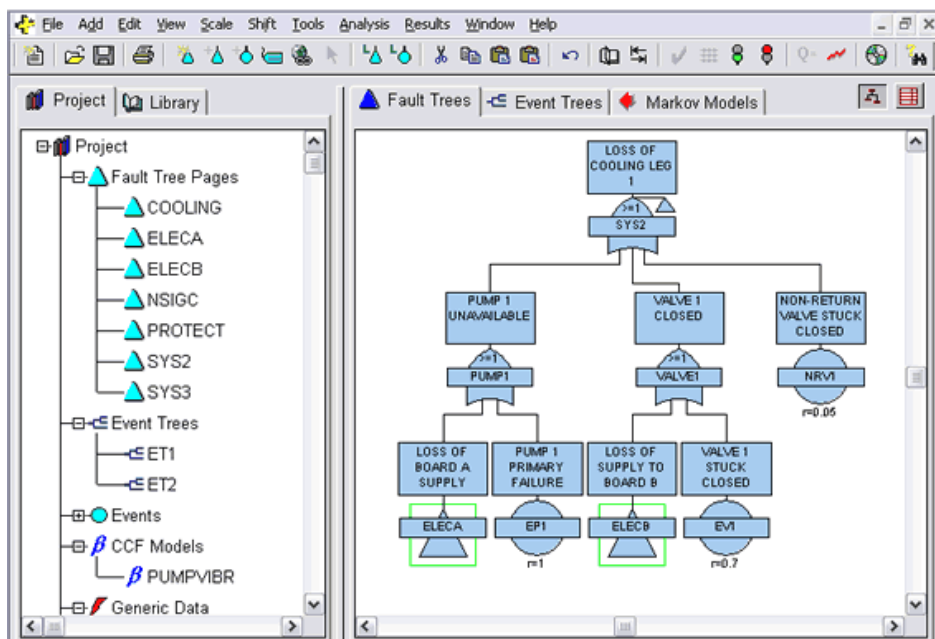 File Add Edit View Scale Shift Tools Analysis Results Window Help
Q=
Project Library
Fault Trees Event Trees Markov Models
Project
Fault Tree Pages
COOLING
ELECA
ELECB
NSIGC
PROTECT
SYS2
SYS3
Event Trees
ET1
ET2
Events
β CCF Models
β PUMPVIBR
Generic Data
LOSS OF
COOLING LEG
1
>=1
SYS2
PUMP 1
UNAVAILABLE
>=1
PUMP1
VALVE 1
CLOSED
>=1
VALVE1
NON-RETURN
VALVE STUCK
CLOSED
NRV1
r=0.05
LOSS OF
BOARD A
SUPPLY
ELECA
PUMP 1
PRIMARY
FAILURE
EP1
r=1
LOSS OF
SUPPLY TO
BOARD B
ELECB
VALVE 1
STUCK
CLOSED
EV1
r=0.7